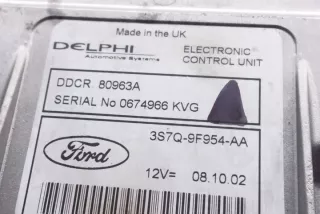 Made in the UK
DELPHI
Automotive Systems
ELECTRONIC
CONTROL UNIT
DDCR 80963A
SERIAL No 0674966 KVG
3S7Q-9F954-AA
Ford
12V= 08.10.02